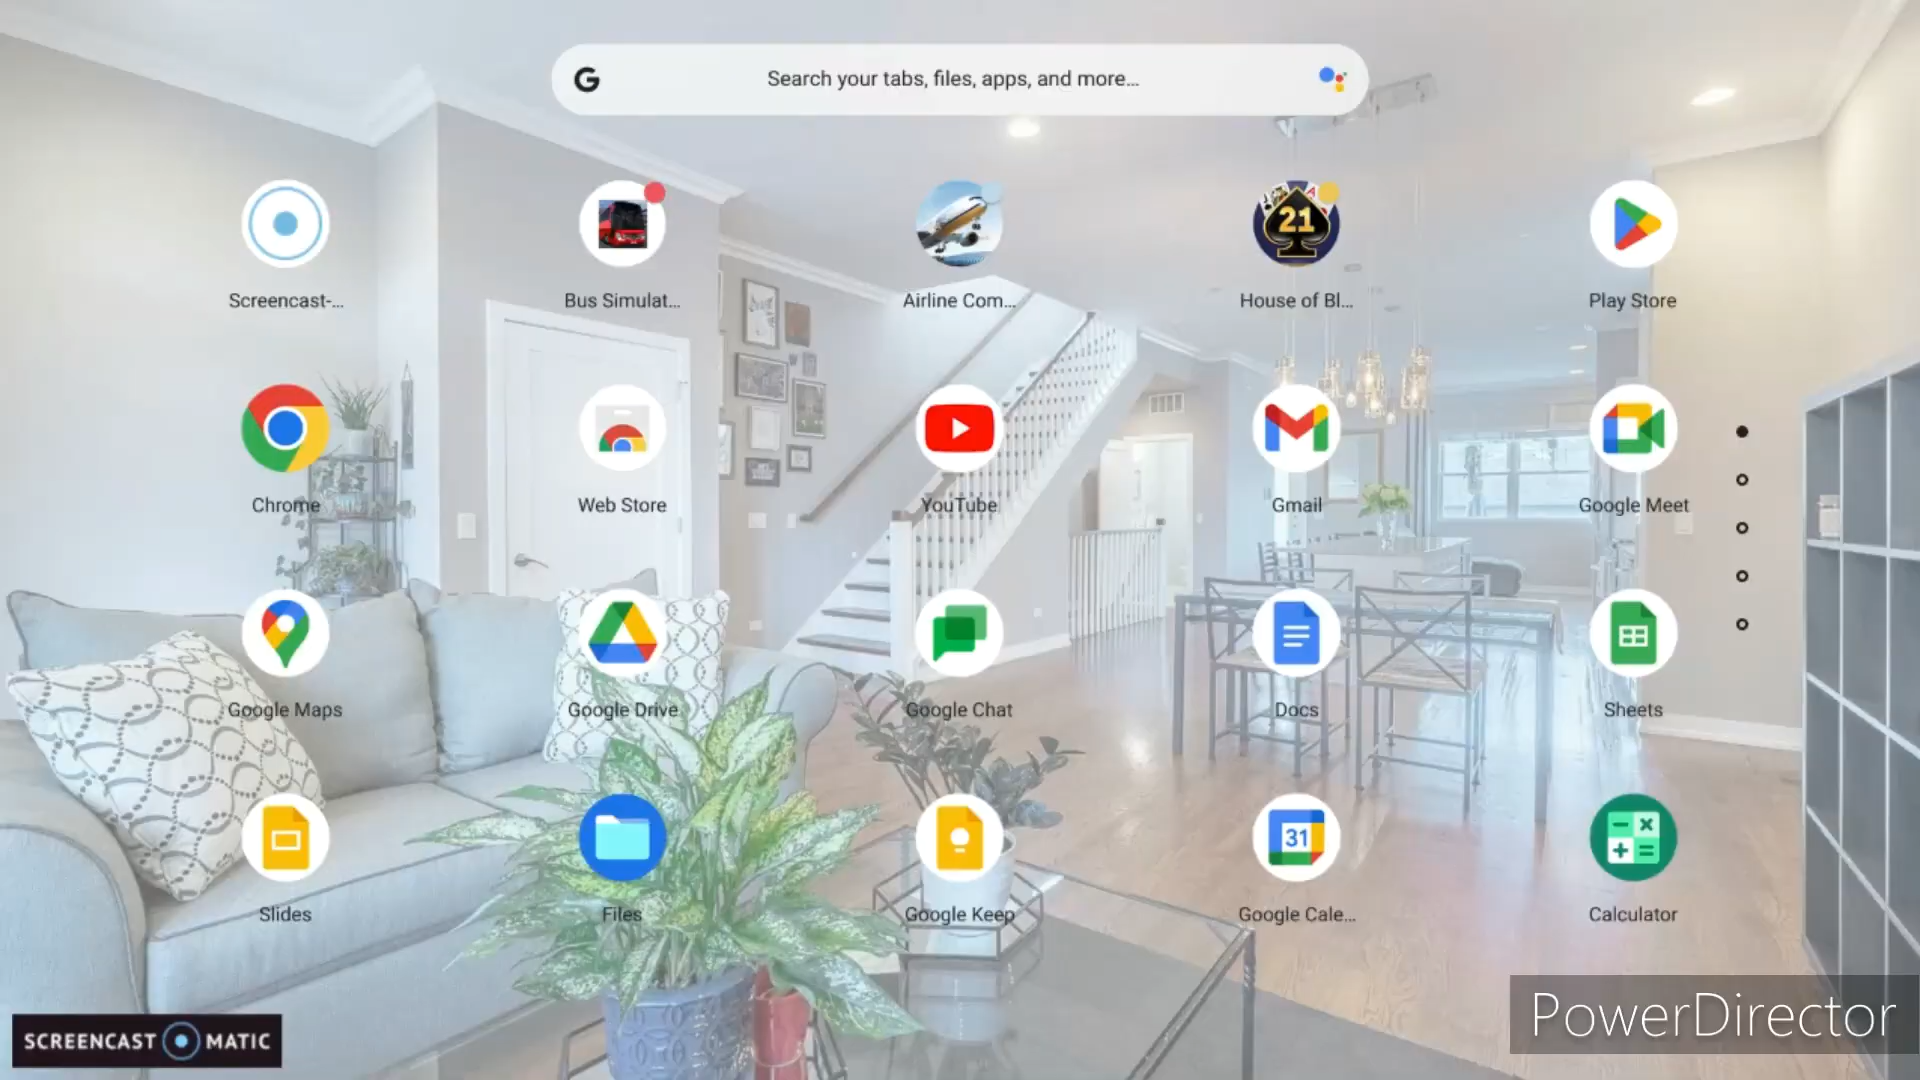 G Search your tabs, files, apps, and more...
21
Screencast-... Bus Simulat... Airline Com... House of Bl... Play Store
Chrome Web Store YouTube Gmail Google Meet
Google Maps Google Drive Google Chat Docs Sheets
31
Slides Files Google Keep Google Cale... Calculator
SCREENCAST MATIC
PowerDirector